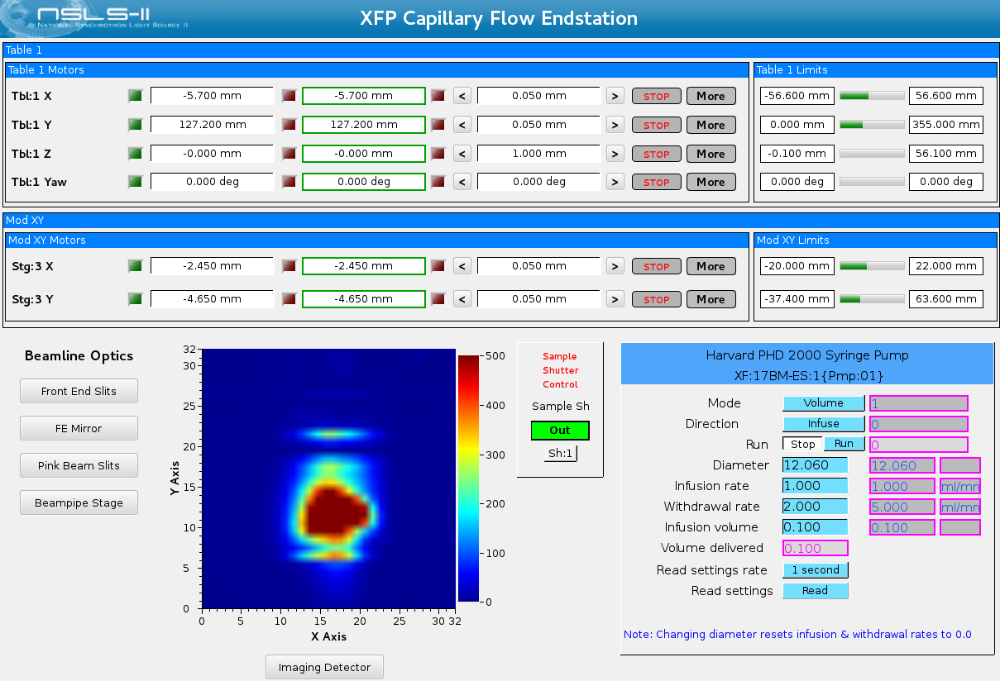 NSLS-II
National Synchrotron Light Source II
XFP Capillary Flow Endstation
Table 1
Table 1 Motors
Table 1 Limits
Tbl:1 X -5.700 mm -5.700 mm < 0.050 mm > STOP More -56.600 mm 56.600 mm
Tbl:1 Y 127.200 mm 127.200 mm < 0.050 mm > STOP More 0.000 mm 355.000 mm
Tbl:1 Z -0.000 mm -0.000 mm < 1.000 mm > STOP More -0.100 mm 56.100 mm
Tbl:1 Yaw 0.000 deg 0.000 deg < 0.000 deg > STOP More 0.000 deg 0.000 deg
Mod XY
Mod XY Motors
Mod XY Limits
Stg:3 X -2.450 mm -2.450 mm < 0.050 mm > STOP More -20.000 mm 22.000 mm
Stg:3 Y -4.650 mm -4.650 mm < 0.050 mm > STOP More -37.400 mm 63.600 mm
Beamline Optics
Front End Slits
FE Mirror
Pink Beam Slits
Beampipe Stage
Y Axis
32
30
25
20
15
10
5
0
0 5 10 15 20 25 30 32
X Axis
500
400
300
200
100
0
Imaging Detector
Sample
Shutter
Control
Sample Sh
Out
Sh:1
Harvard PHD 2000 Syringe Pump
XF:17BM-ES:1{Pmp:01}
Mode Volume 1
Direction Infuse 0
Run Stop Run 0
Diameter 12.060 12.060
Infusion rate 1.000 1.000 ml/mn
Withdrawal rate 2.000 5.000 ml/mn
Infusion volume 0.100 0.100
Volume delivered 0.100
Read settings rate 1 second
Read settings Read
Note: Changing diameter resets infusion & withdrawal rates to 0.0